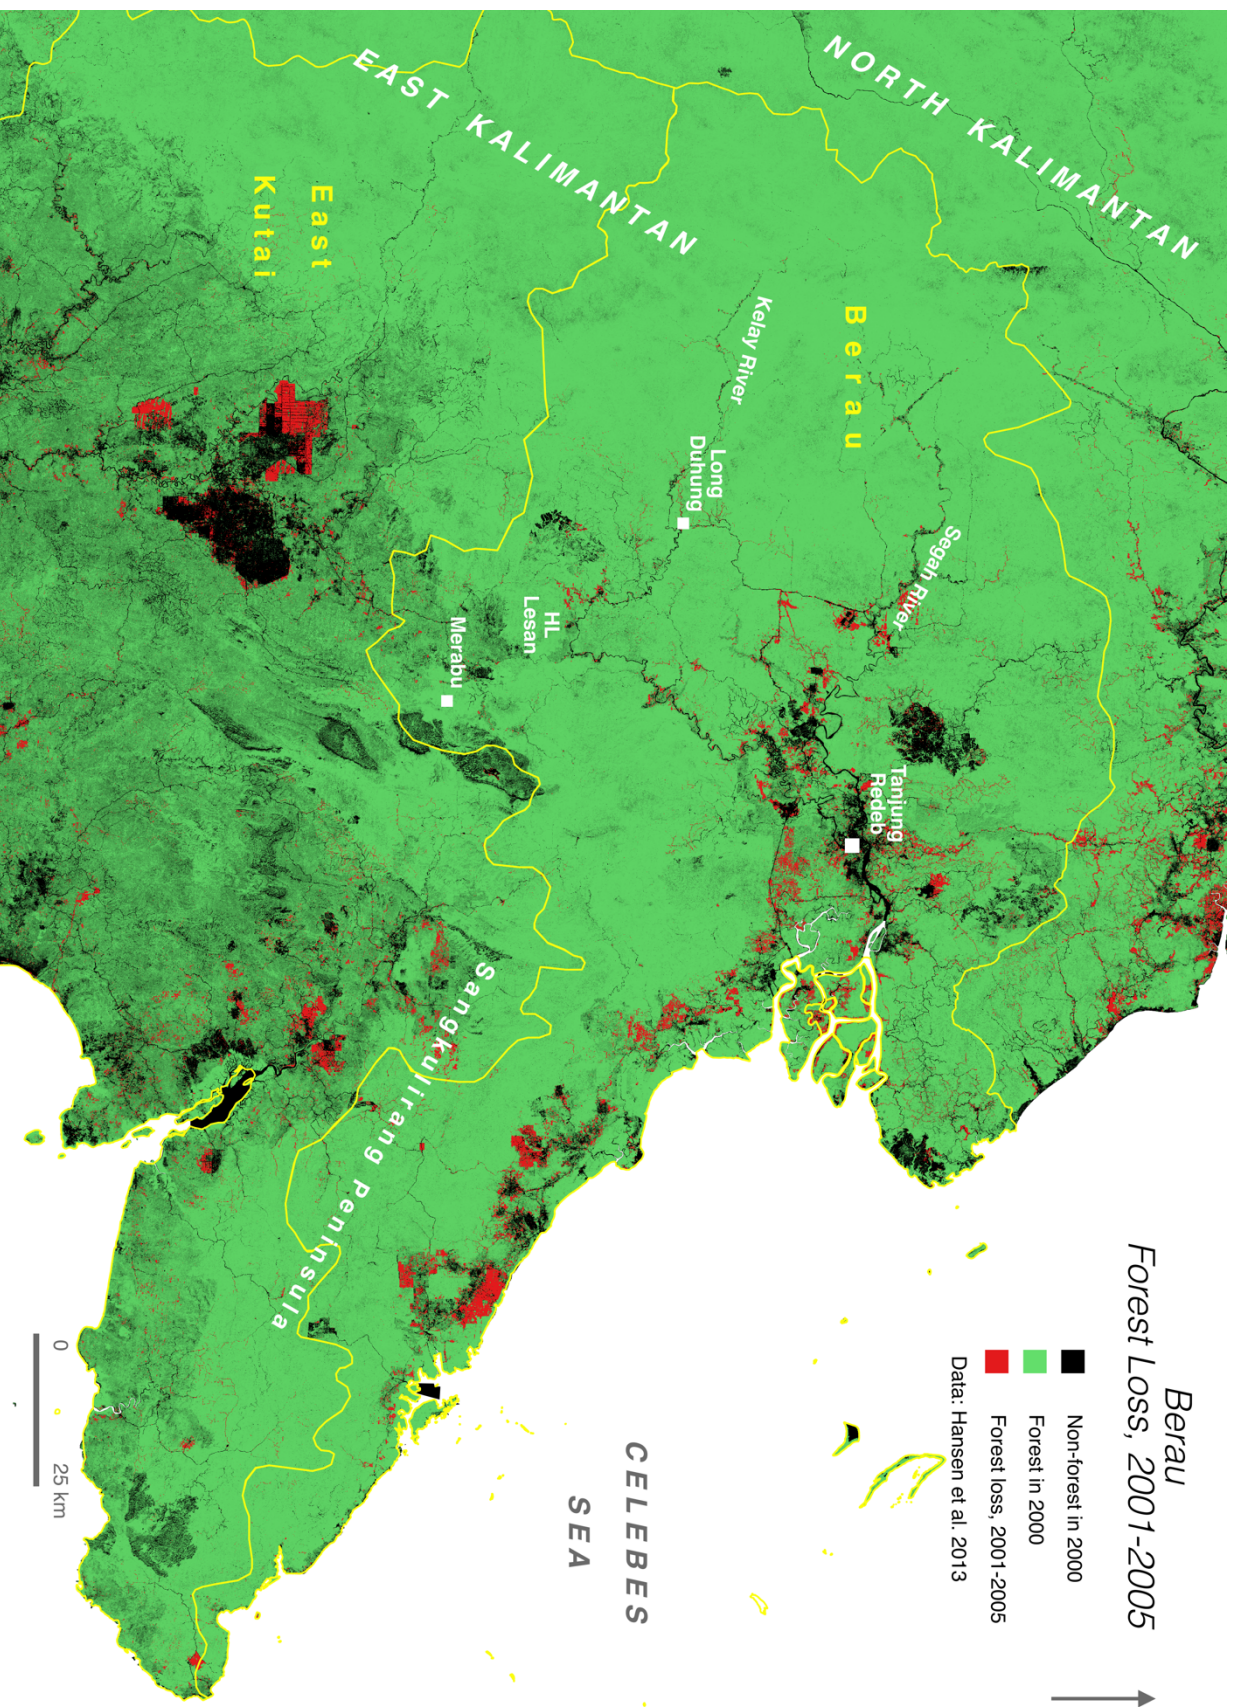 Berau
Forest Loss, 2001-2005
Non-forest in 2000
Forest in 2000
Forest loss, 2001-2005
Data: Hansen et al. 2013
NORTH KALIMANTAN
EAST KALIMANTAN
Berau
Segah River
Kelay River
Long
Duhung
Tanjung
Redeb
HL
Lesan
Merabu
East
Kutai
Sangkulirang Peninsula
CELEBES
SEA
0
25 km